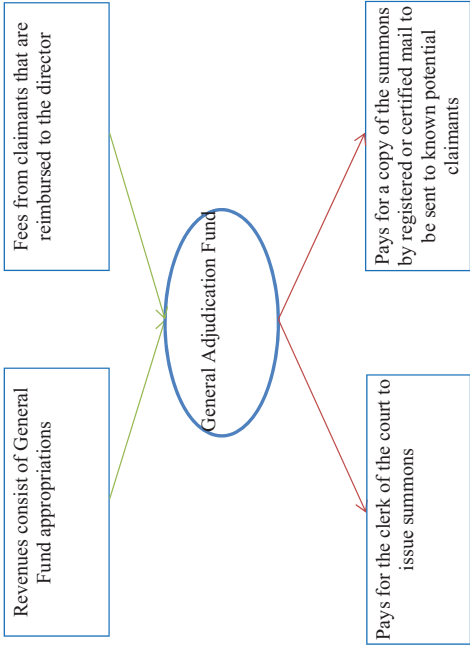 Revenues consist of General
Fund appropriations
Fees from claimants that are
reimbursed to the director
General Adjudication Fund
Pays for the clerk of the court to
issue summons
Pays for a copy of the summons
by registered or certified mail to
be sent to known potential
claimants